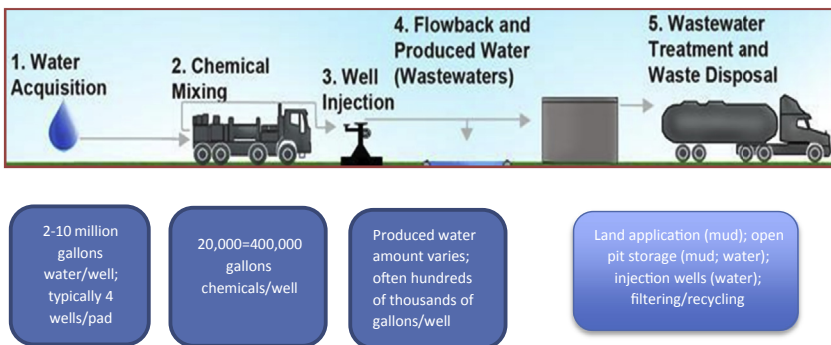 1. Water
Acquisition
2. Chemical
Mixing
3. Well
Injection
4. Flowback and
Produced Water
(Wastewaters)
5. Wastewater
Treatment and
Waste Disposal
2-10 million
gallons
water/well;
typically 4
wells/pad
20,000=400,000
gallons
chemicals/well
Produced water
amount varies;
often hundreds
of thousands of
gallons/well
Land application (mud); open
pit storage (mud; water);
injection wells (water);
filtering/recycling